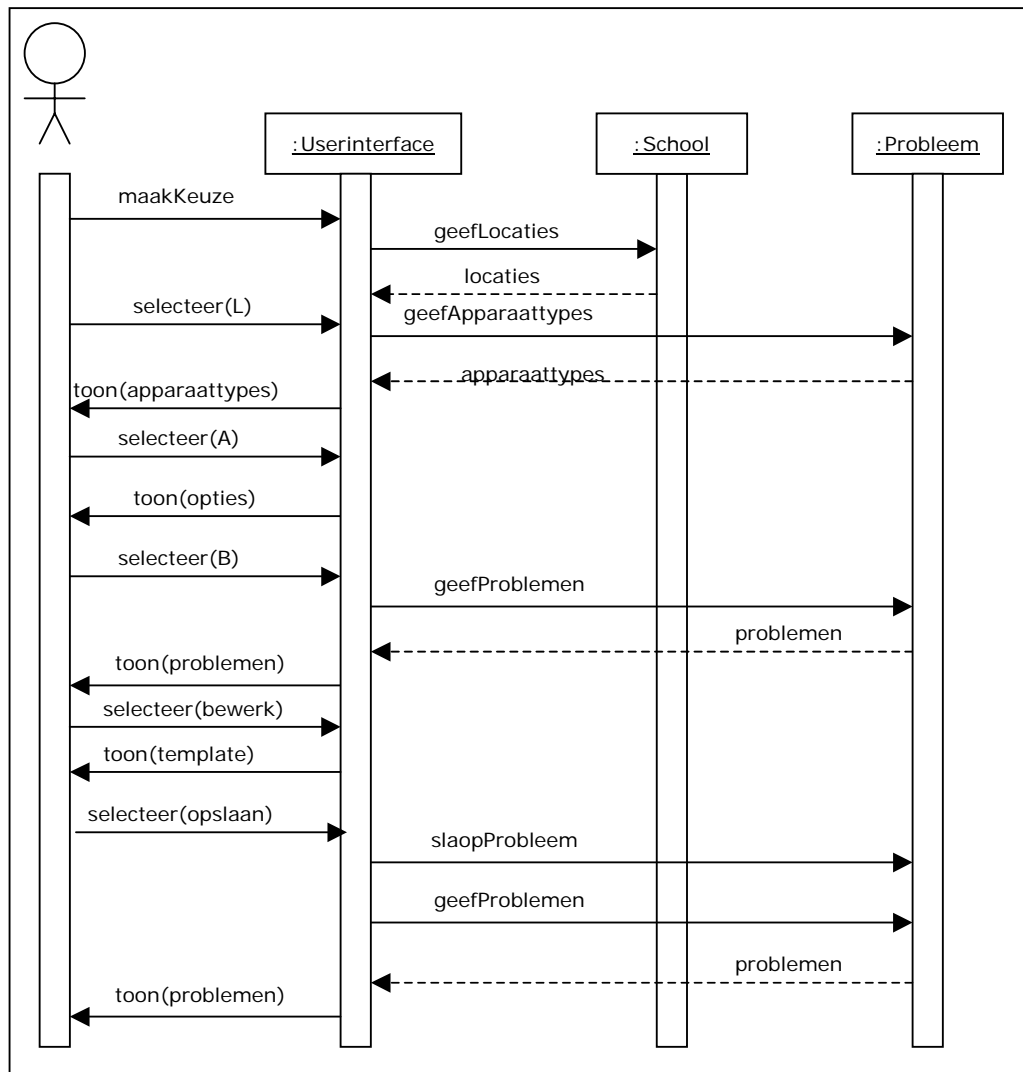 :Userinterface
:School
:Probleem
maakKeuze
geefLocaties
locaties
selecteer(L)
geefApparaattypes
apparaattypes
toon(apparaattypes)
selecteer(A)
toon(opties)
selecteer(B)
geefProblemen
problemen
toon(problemen)
selecteer(bewerk)
toon(template)
selecteer(opslaan)
slaopProbleem
geefProblemen
problemen
toon(problemen)